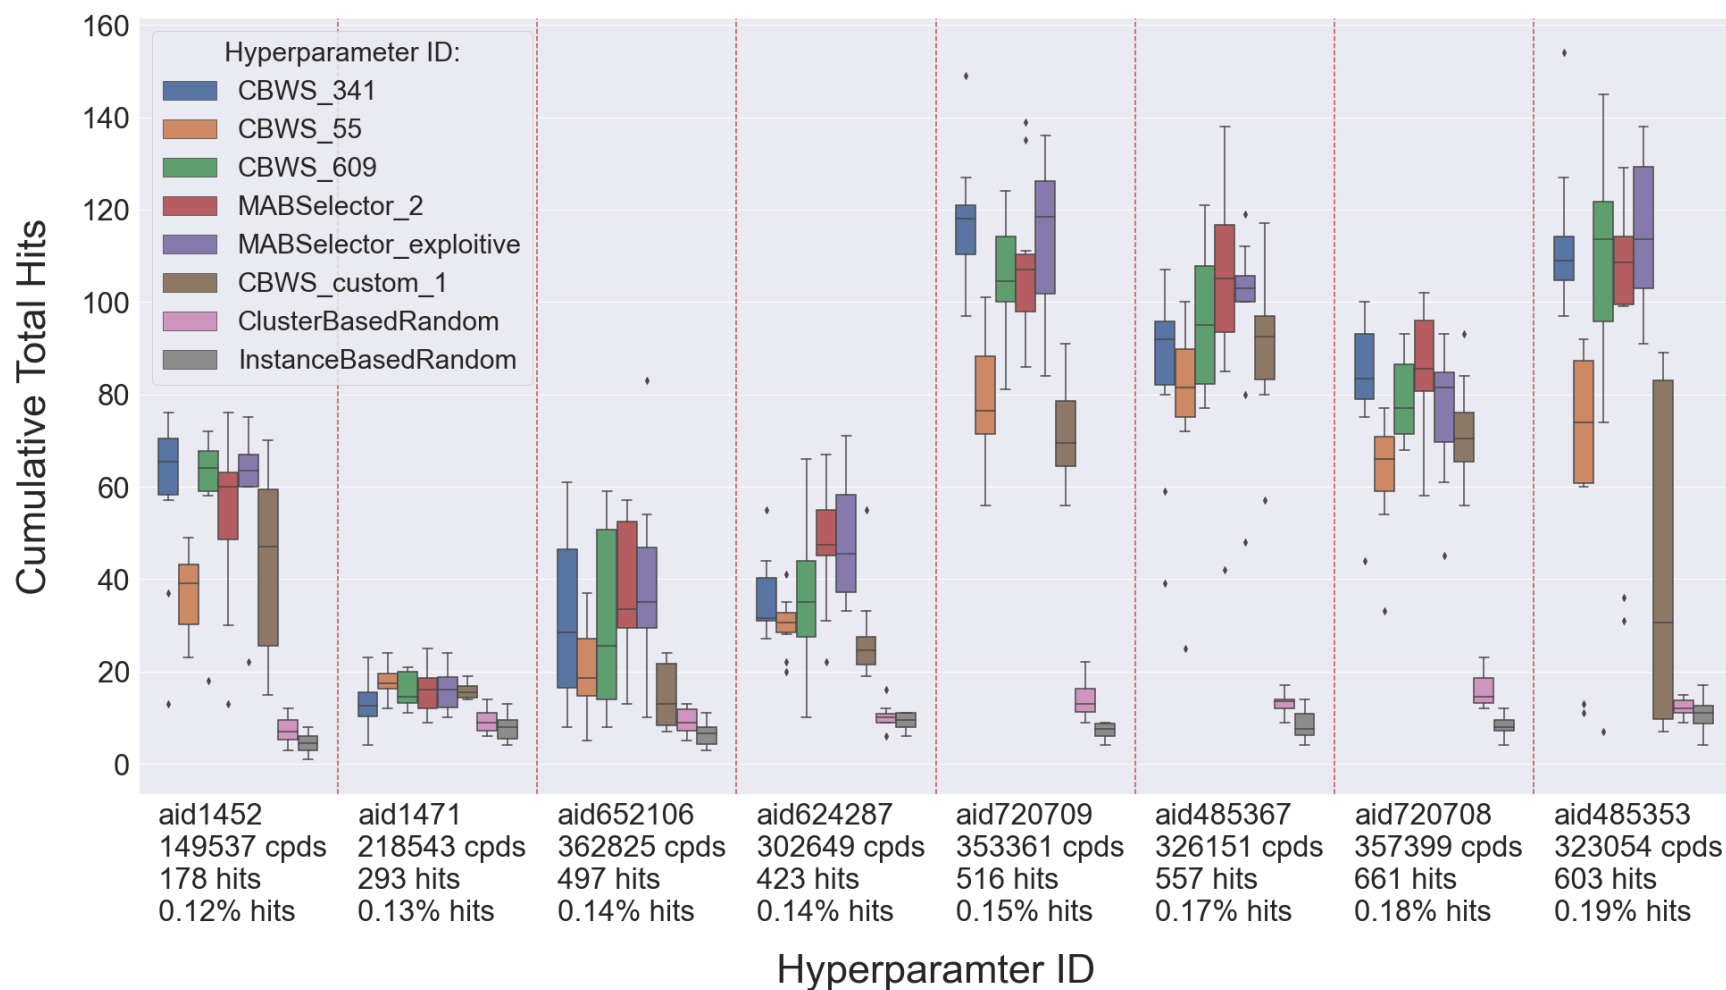 160
140
120
100
80
60
40
20
0
Cumulative Total Hits
Hyperparameter ID:
CBWS_341
CBWS_55
CBWS_609
MABSelector_2
MABSelector_exploitive
CBWS_custom_1
ClusterBasedRandom
InstanceBasedRandom
aid1452
149537 cpds
178 hits
0.12% hits
aid1471
218543 cpds
293 hits
0.13% hits
aid652106
362825 cpds
497 hits
0.14% hits
aid624287
302649 cpds
423 hits
0.14% hits
aid720709
353361 cpds
516 hits
0.15% hits
aid485367
326151 cpds
557 hits
0.17% hits
aid720708
357399 cpds
661 hits
0.18% hits
aid485353
323054 cpds
603 hits
0.19% hits
Hyperparamter ID